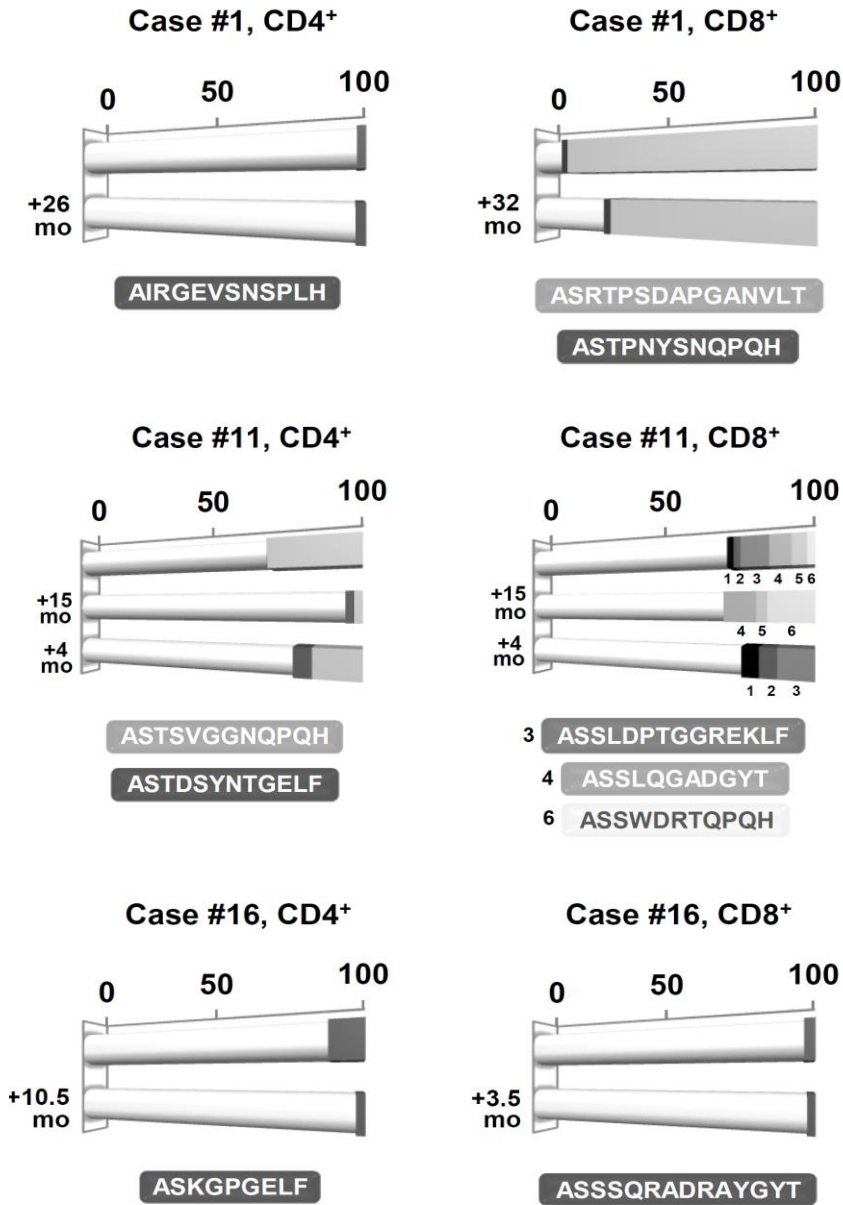 Case #1, CD4+
0 50 100
+26
mo
AIRGEVSNSPLH
Case #1, CD8+
0 50 100
+32
mo
ASRTPSDAPGANVLT
ASTPNYSNQPQH
Case #11, CD4+
0 50 100
+15
mo
+4
mo
ASTSVGGNQPQH
ASTDSYNTGELF
Case #11, CD8+
0 50 100
1 2 3 4 5 6
+15
mo
4 5 6
+4
mo
1 2 3
3 ASSLDPTGGREKLF
4 ASSLQGADGYT
6 ASSWDRTQPQH
Case #16, CD4+
0 50 100
+10.5
mo
ASKGPGELF
Case #16, CD8+
0 50 100
+3.5
mo
ASSSQRADRAYGYT